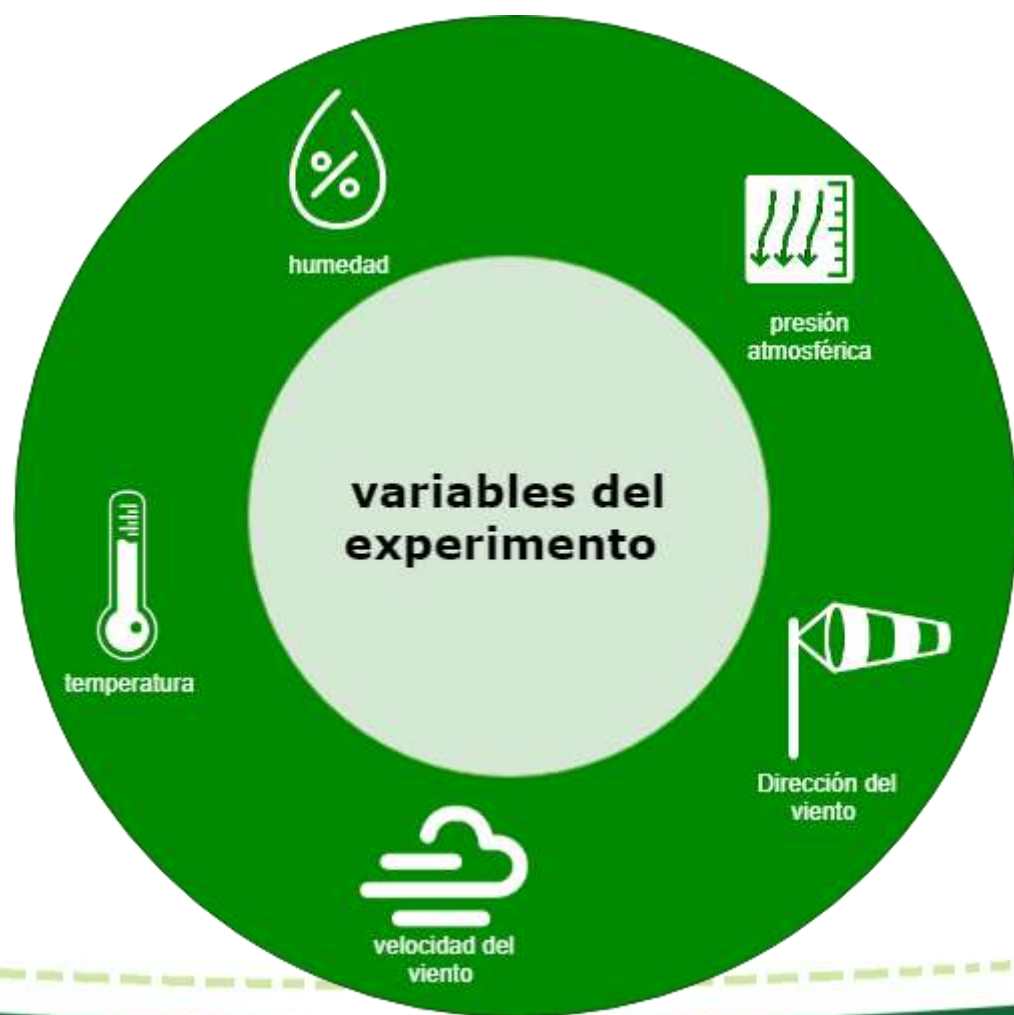 %
humedad
presión
atmosférica
variables del
experimento
temperatura
Dirección del
viento
velocidad del
viento